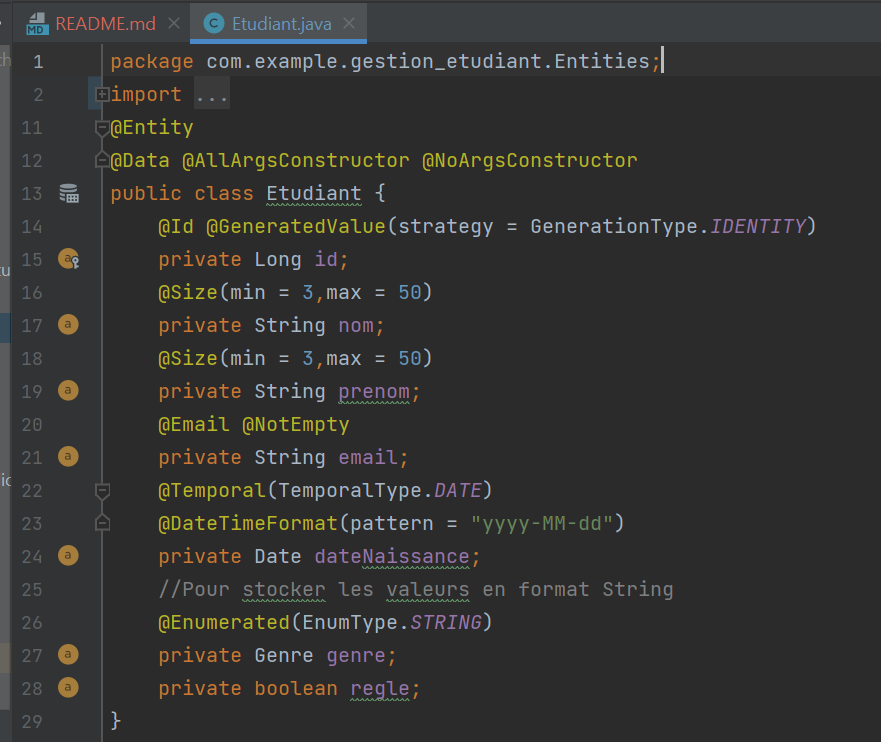 README.md Etudiant.java
1 package com.example.gestion_etudiant.Entities;
2 import ...
11 @Entity
12 @Data @AllArgsConstructor @NoArgsConstructor
13 public class Etudiant {
14 @Id @GeneratedValue(strategy = GenerationType.IDENTITY)
15 private Long id;
16 @Size(min = 3,max = 50)
17 private String nom;
18 @Size(min = 3,max = 50)
19 private String prenom;
20 @Email @NotEmpty
21 private String email;
22 @Temporal(TemporalType.DATE)
23 @DateTimeFormat(pattern = "yyyy-MM-dd")
24 private Date dateNaissance;
25 //Pour stocker les valeurs en format String
26 @Enumerated(EnumType.STRING)
27 private Genre genre;
28 private boolean regle;
29 }